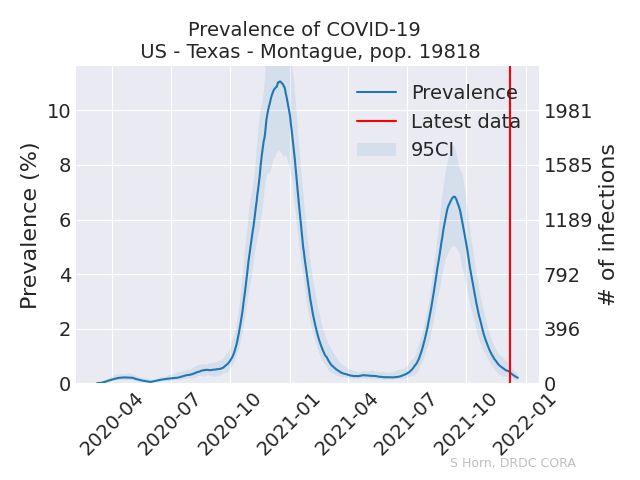 Prevalence of COVID-19
US - Texas - Montague, pop. 19818
Prevalence
Latest data
95CI
Prevalence (%)
10
8
6
4
2
0
1981
1585
1189
792
396
0
# of infections
2020-04
2020-07
2020-10
2021-01
2021-04
2021-07
2021-10
2022-01
S Horn, DRDC CORA